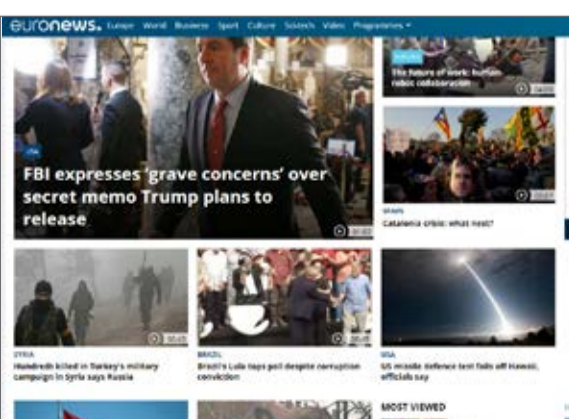 euronews.
Europe World Business Sport Culture Sci-tech Video Programmes
The future of work: human-
robot collaboration
USA
FBI expresses 'grave concerns' over
secret memo Trump plans to
release
SPAIN
Catalonia crisis: what next?
SYRIA
Hundreds killed in Turkey's military
campaign in Syria says Russia
BRAZIL
Brazil's Lula tops poll despite corruption
conviction
USA
US missile defence test fails off Hawaii,
officials say
MOST VIEWED